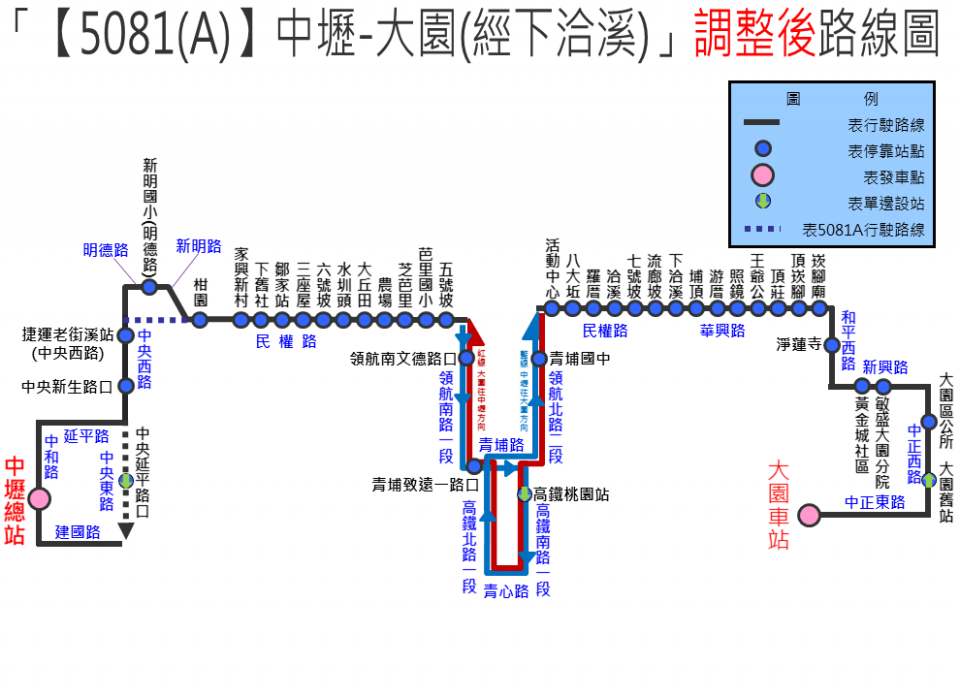 「【5081(A)】中壢-大園(經下洽溪)」調整後路線圖
圖 例
表行駛路線
表停靠站點
表發車點
表單邊設站
表5081A行駛路線
新明國小(明德路)
明德路
新明路
柑園
家興新村
下舊社
鄒家站
三座屋
六號坡
水圳頭
大丘田
農場
芝芭里
芭里國小
五號坡
民權路
捷運老街溪站
(中央西路)
中央西路
中央新生路口
延平路
中和路
中央東路
中央延平路口
中壢總站
建國路
領航南文德路口
領航南路一段
紅線 大園往中壢方向
藍線 中壢往大園方向
青埔國中
領航北路二段
青埔路
青埔致遠一路口
高鐵桃園站
高鐵北路一段
高鐵南路一段
青心路
活動中心
八大坵
羅厝
洽溪
七號坡
流廍坡
下洽溪
埔頂
游厝
照鏡
王爺公
頂莊
頂崁腳
崁腳廟
民權路
華興路
和平西路
淨蓮寺
新興路
黃金城社區
敏盛大園分院
大園區公所
中正西路
大園舊站
中正東路
大園車站